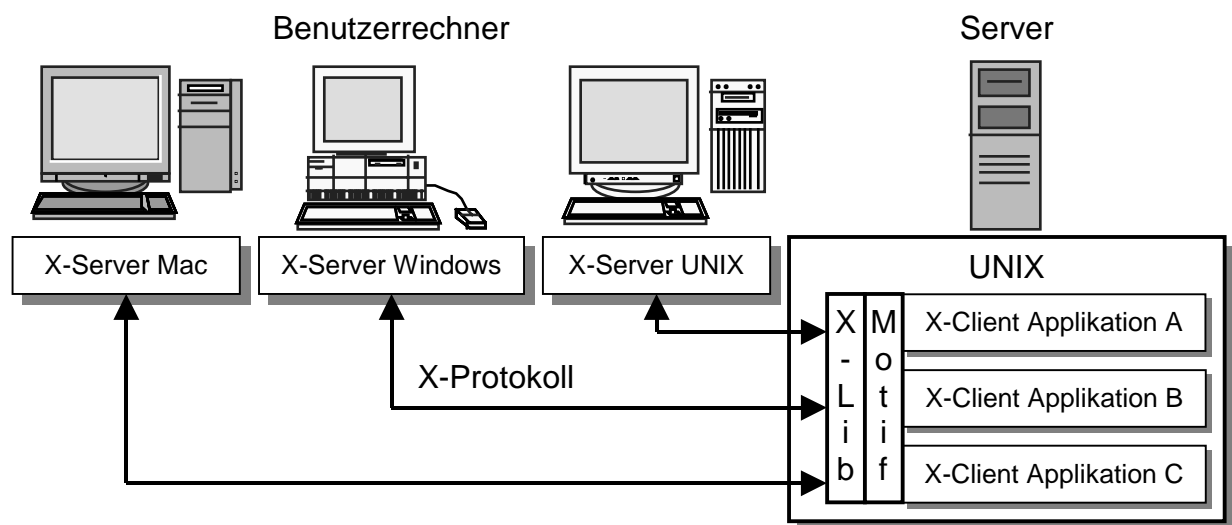 Benutzerrechner
Server
X-Server Mac
X-Server Windows
X-Server UNIX
UNIX
X-Lib
Motif
X-Client Applikation A
X-Client Applikation B
X-Client Applikation C
X-Protokoll